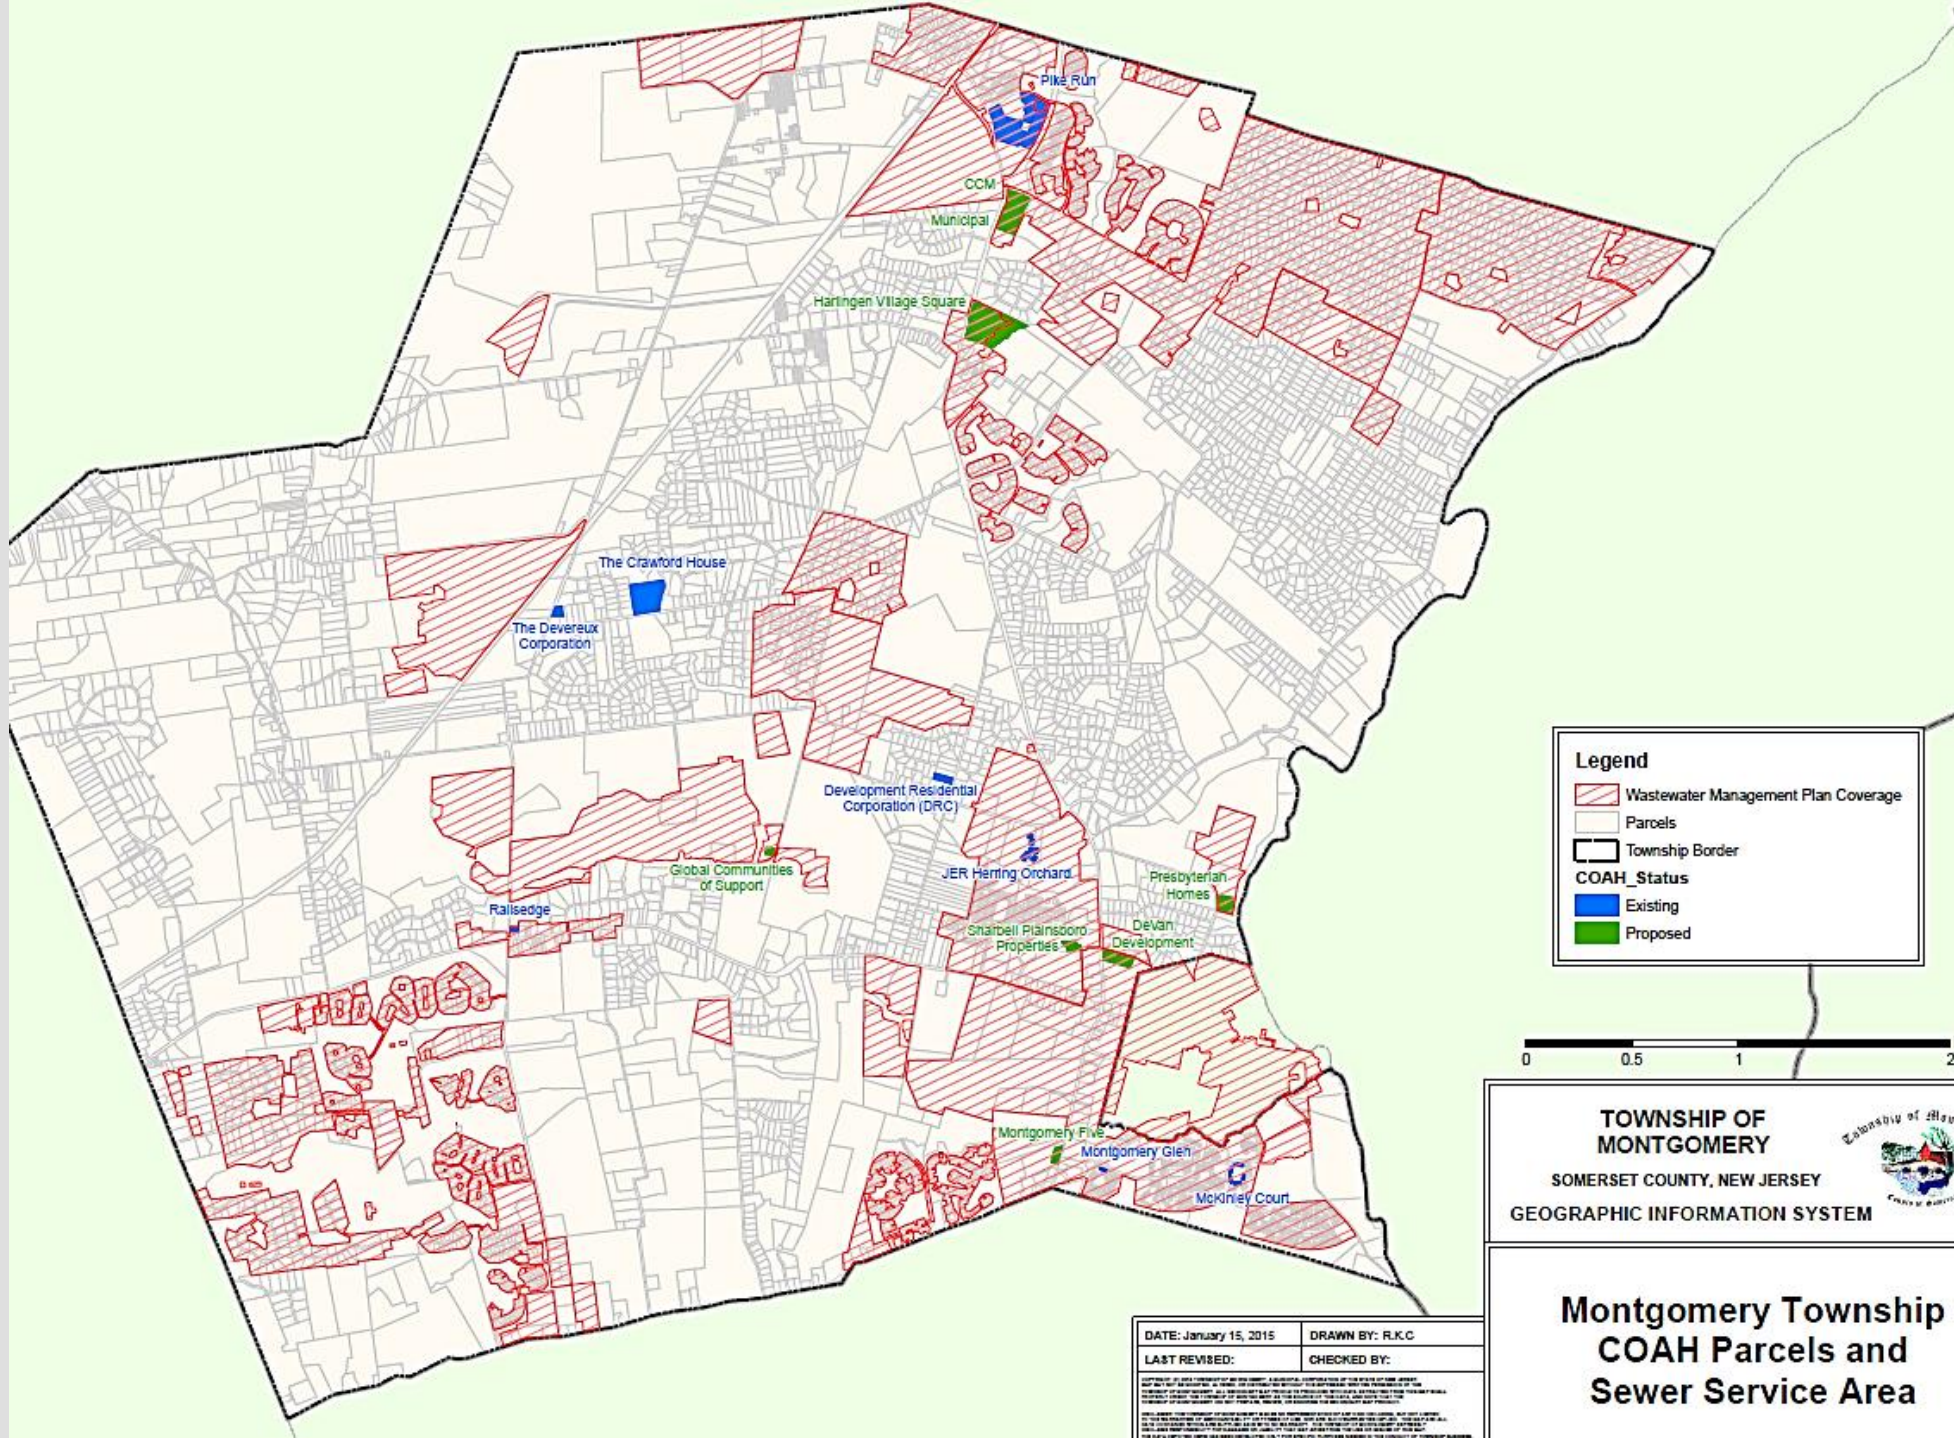 Pike Run
CCM
Municipal
Harlingen Village Square
The Crawford House
The Devereux
Corporation
Development Residential
Corporation (DRC)
JER Herring Orchard
Global Communities
of Support
Presbyterian
Homes
Railsedge
Sharbell Plainsboro
Properties
DeVan
Development
Montgomery Five
Montgomery Glen
McKinley Court
Legend
Wastewater Management Plan Coverage
Parcels
Township Border
COAH_Status
Existing
Proposed
0 0.5 1 2
TOWNSHIP OF
MONTGOMERY
SOMERSET COUNTY, NEW JERSEY
GEOGRAPHIC INFORMATION SYSTEM
Township of
Montgomery Township
COAH Parcels and
Sewer Service Area
DATE: January 15, 2015 DRAWN BY: R.K.C
LAST REVISED: CHECKED BY: